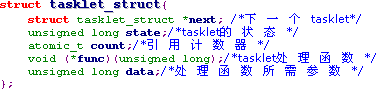 struct tasklet_struct{
struct tasklet_struct *next; /*下一个 tasklet*/
unsigned long state;/*tasklet的状态 */
atomic_t count;/*引用计数器 */
void (*func)(unsigned long);/*tasklet处理函数 */
unsigned long data;/*处理函数所需参数 */
};